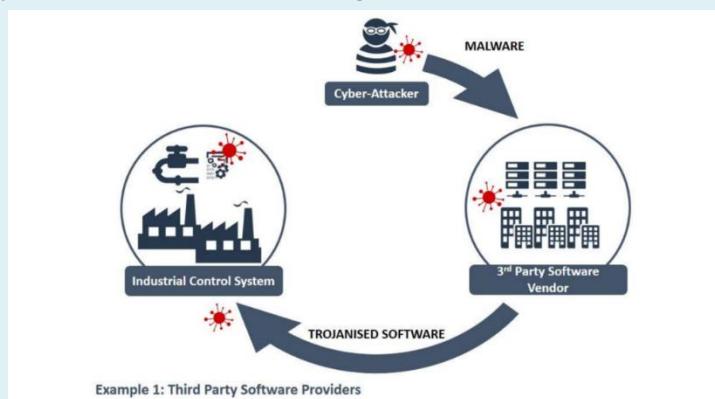 MALWARE
Cyber-Attacker
Industrial Control System
3rd Party Software
Vendor
TROJANISED SOFTWARE
Example 1: Third Party Software Providers